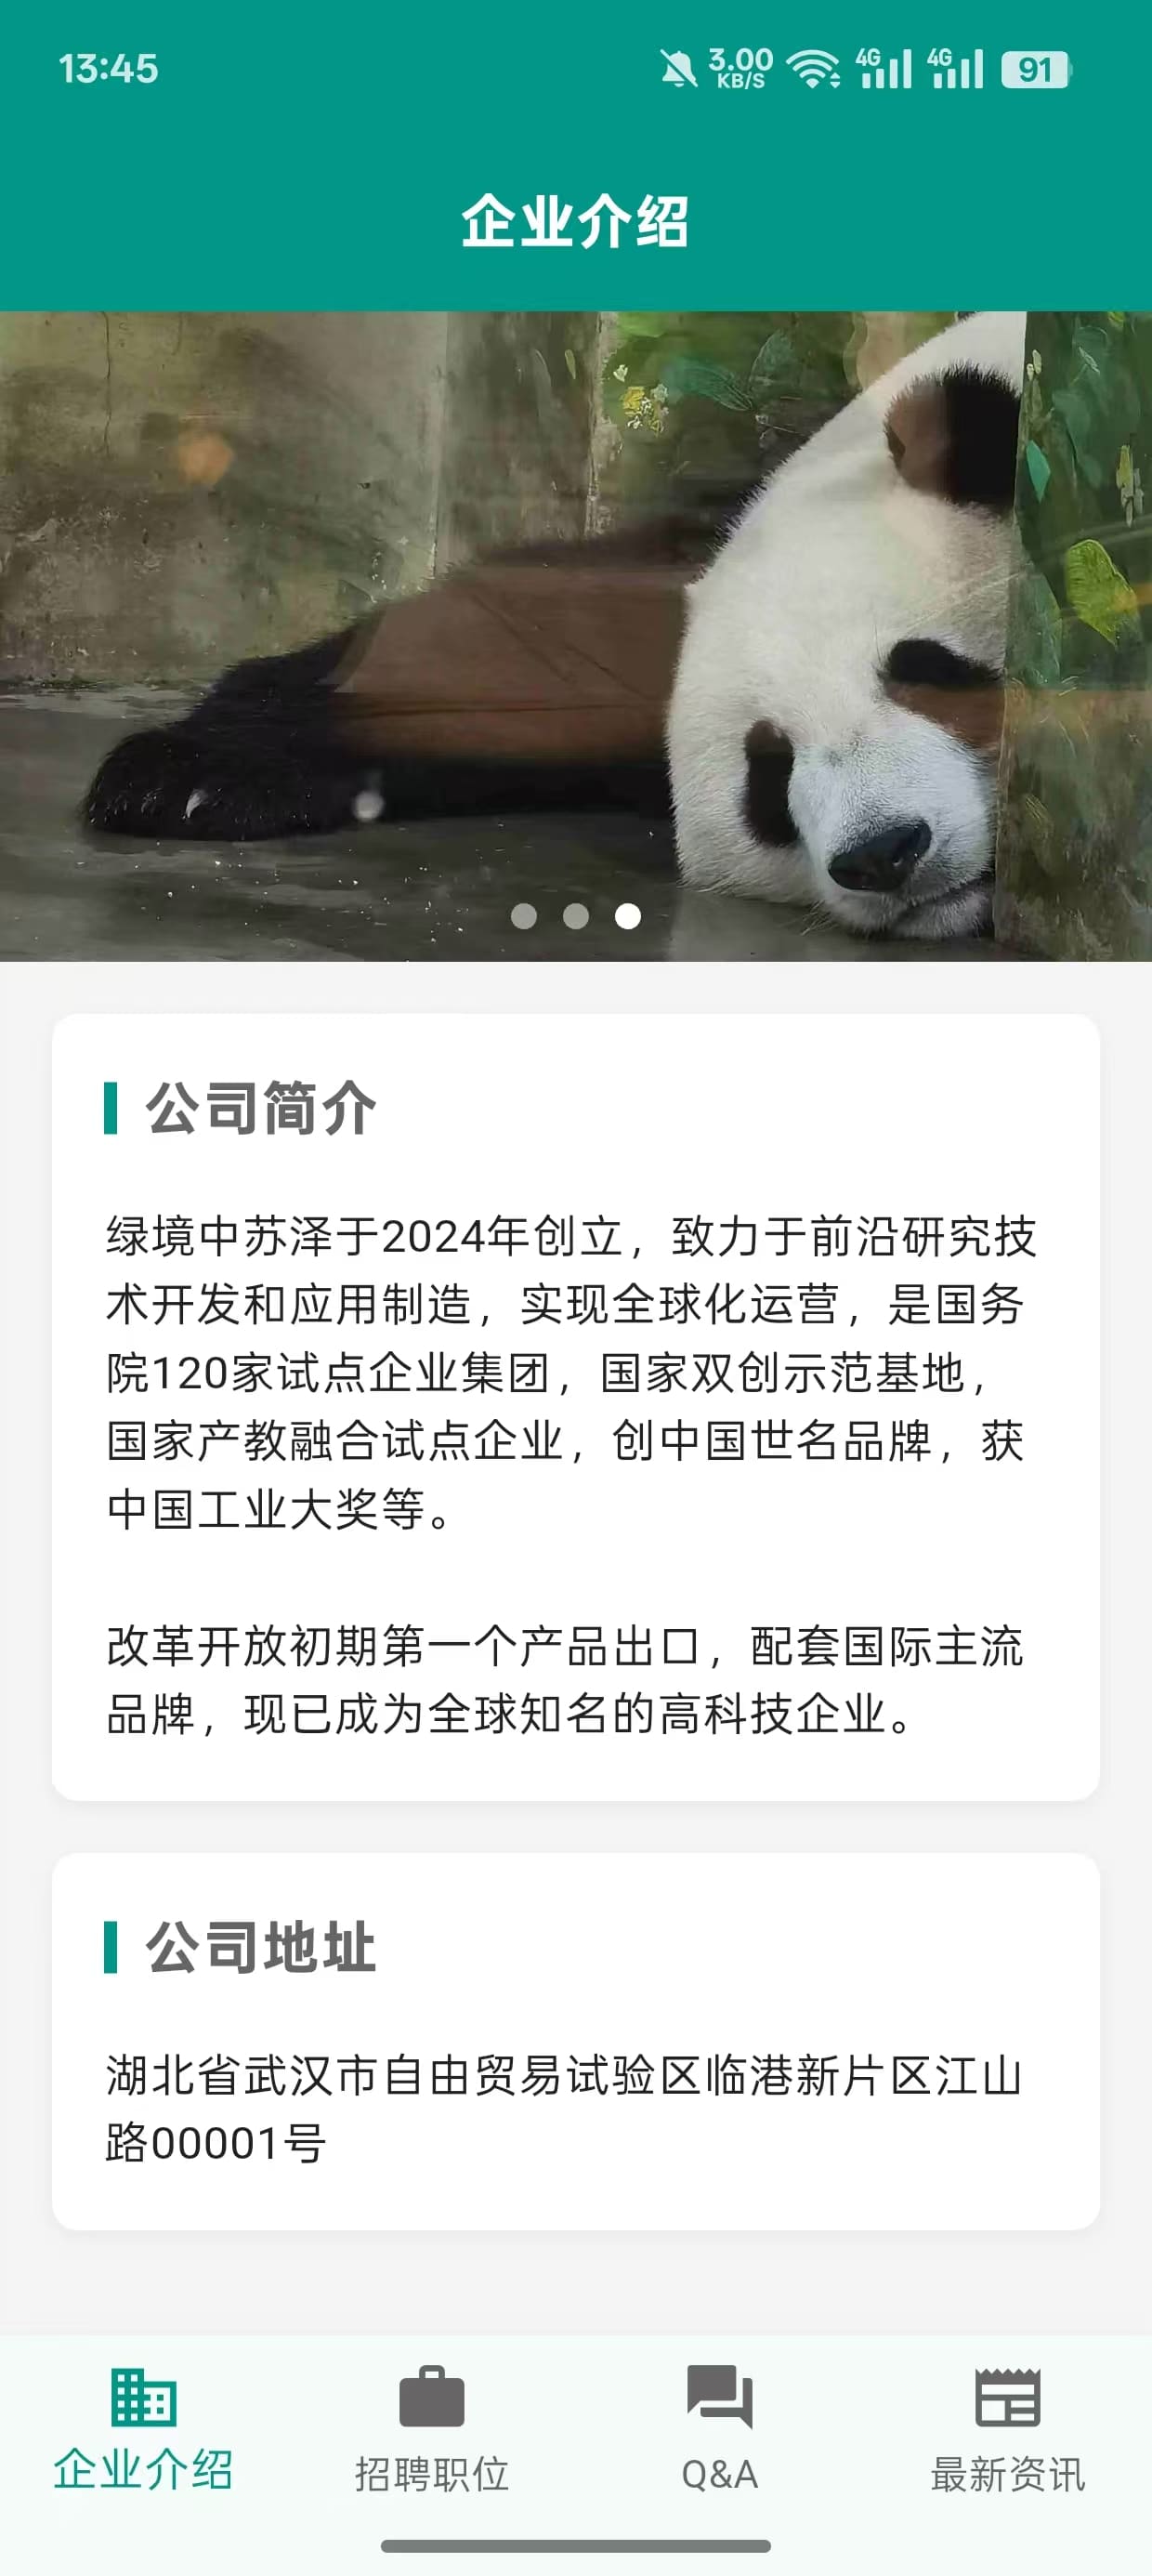 13:45
3.00
KB/S
4G
4G
91
企业介绍
公司简介
绿境中苏泽于2024年创立，致力于前沿研究技
术开发和应用制造，实现全球化运营，是国务
院120家试点企业集团，国家双创示范基地，
国家产教融合试点企业，创中国世名品牌，获
中国工业大奖等。
改革开放初期第一个产品出口，配套国际主流
品牌，现已成为全球知名的高科技企业。
公司地址
湖北省武汉市自由贸易试验区临港新片区江山
路00001号
企业介绍
招聘职位
Q&A
最新资讯